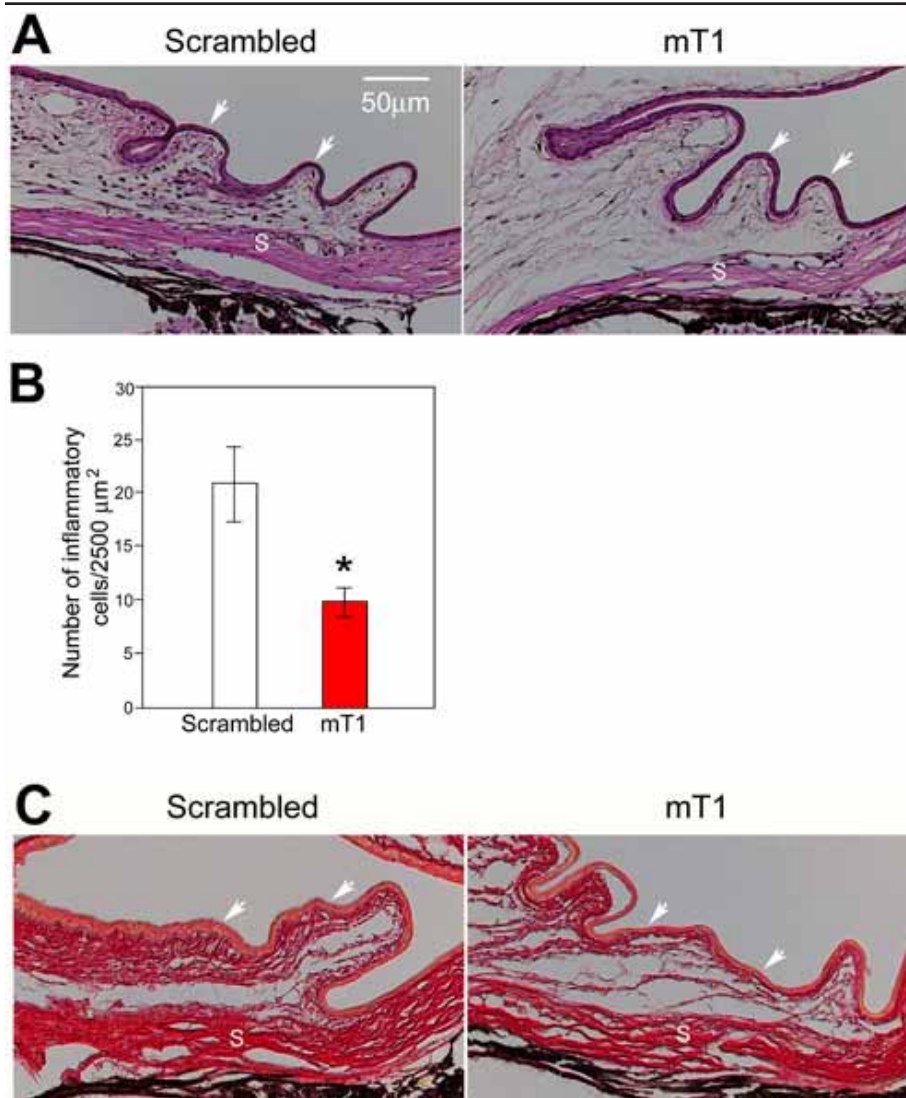 A
Scrambled
mT1
50μm
S
S
B
30
25
20
15
10
5
0
Number of inflammatory
cells/2500 μm²
*
Scrambled
mT1
C
Scrambled
mT1
S
S